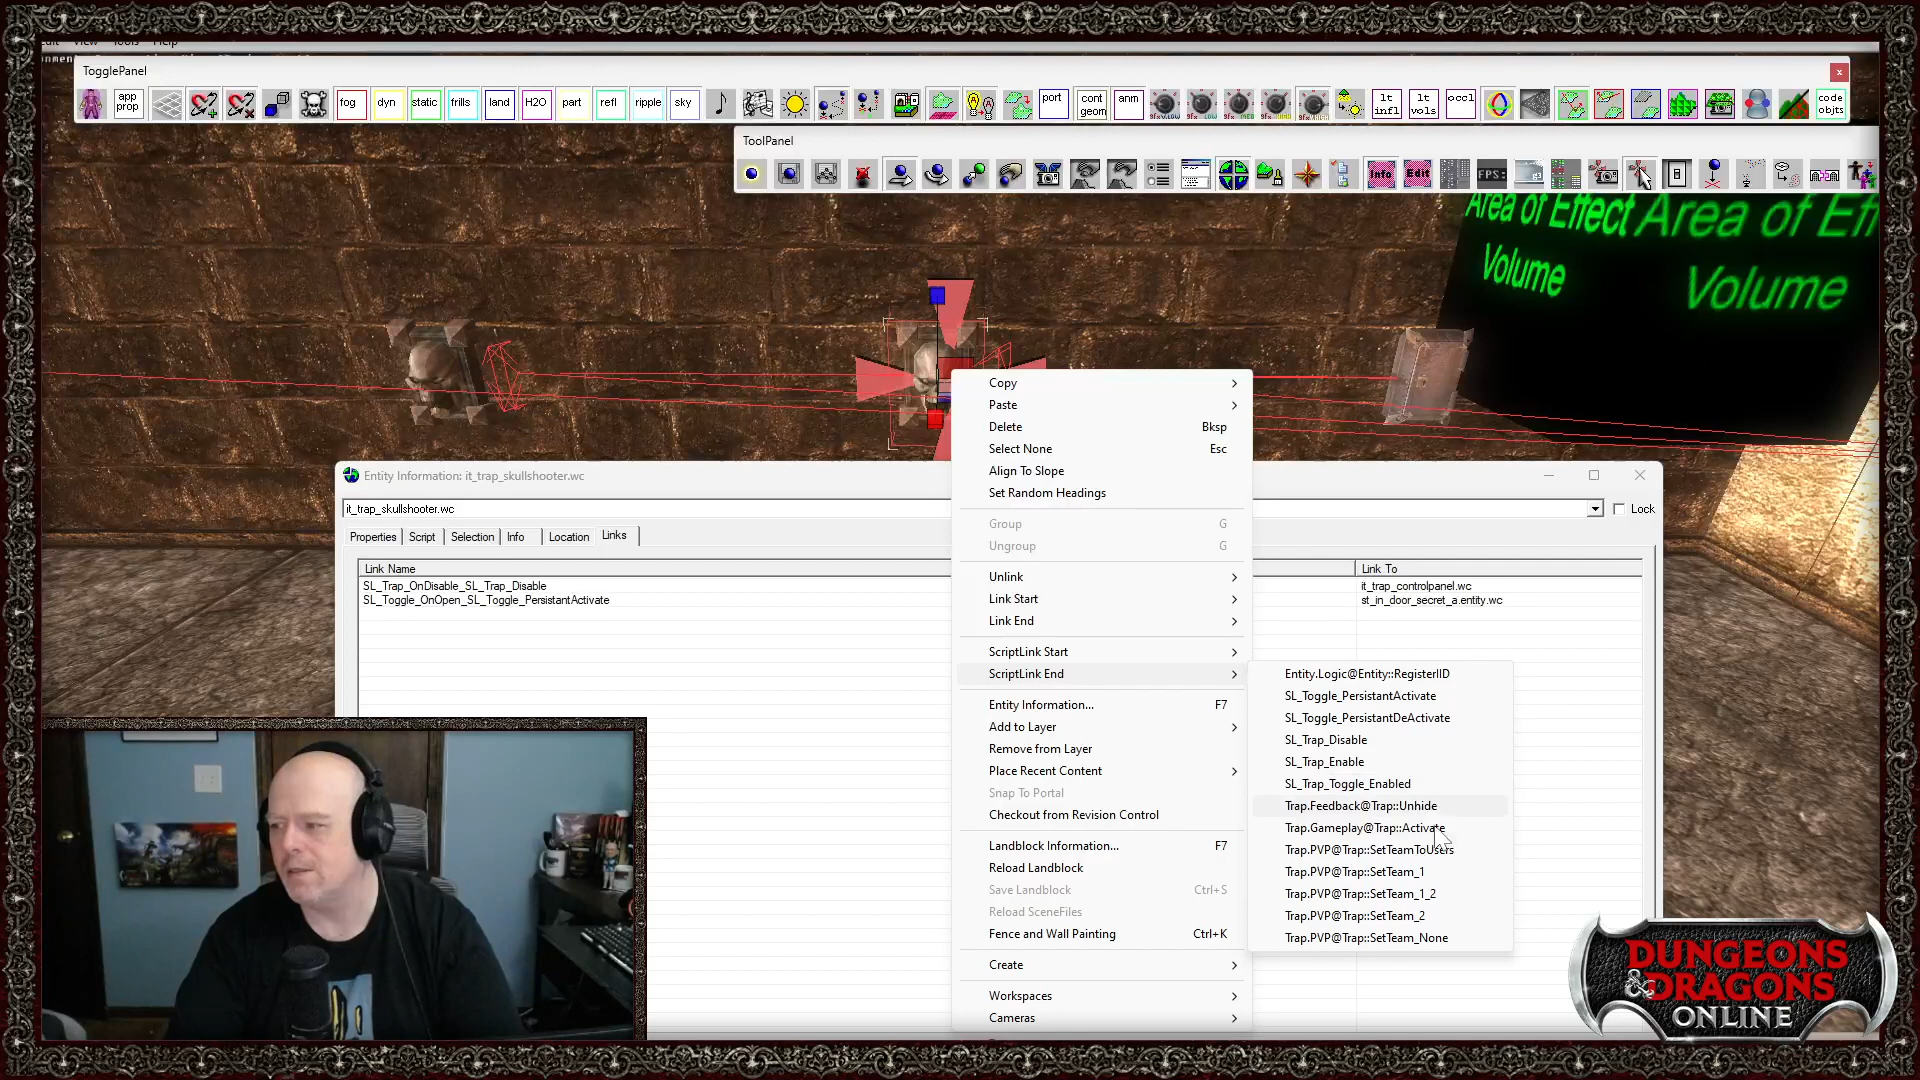 View Tools Help
TogglePanel
x
app
prop
fog
dyn
static
frills
land
H2O
part
refl
ripple
sky
port
cont
geom
anm
lt
infl
lt
vols
occl
code
objts
ToolPanel
Info
Edit
FPS:
Area of Effect Area of Eff
Volume
Volume
Copy
Paste
Delete Bksp
Select None Esc
Align To Slope
Set Random Headings
Group G
Ungroup G
Unlink
Link Start
Link End
ScriptLink Start
ScriptLink End
Entity Information... F7
Add to Layer
Remove from Layer
Place Recent Content
Snap To Portal
Checkout from Revision Control
Landblock Information... F7
Reload Landblock
Save Landblock Ctrl+S
Reload SceneFiles
Fence and Wall Painting Ctrl+K
Create
Workspaces
Cameras
Entity.Logic@Entity::RegisterIID
SL_Toggle_PersistantActivate
SL_Toggle_PersistantDeActivate
SL_Trap_Disable
SL_Trap_Enable
SL_Trap_Toggle_Enabled
Trap.Feedback@Trap::Unhide
Trap.Gameplay@Trap::Activate
Trap.PVP@Trap::SetTeamToUsers
Trap.PVP@Trap::SetTeam_1
Trap.PVP@Trap::SetTeam_1_2
Trap.PVP@Trap::SetTeam_2
Trap.PVP@Trap::SetTeam_None
Entity Information: it_trap_skullshooter.wc
it_trap_skullshooter.wc
Lock
Properties
Script
Selection
Info
Location
Links
Link Name
Link To
SL_Trap_OnDisable_SL_Trap_Disable
it_trap_controlpanel.wc
SL_Toggle_OnOpen_SL_Toggle_PersistantActivate
st_in_door_secret_a.entity.wc
DUNGEONS
& DRAGONS
ONLINE